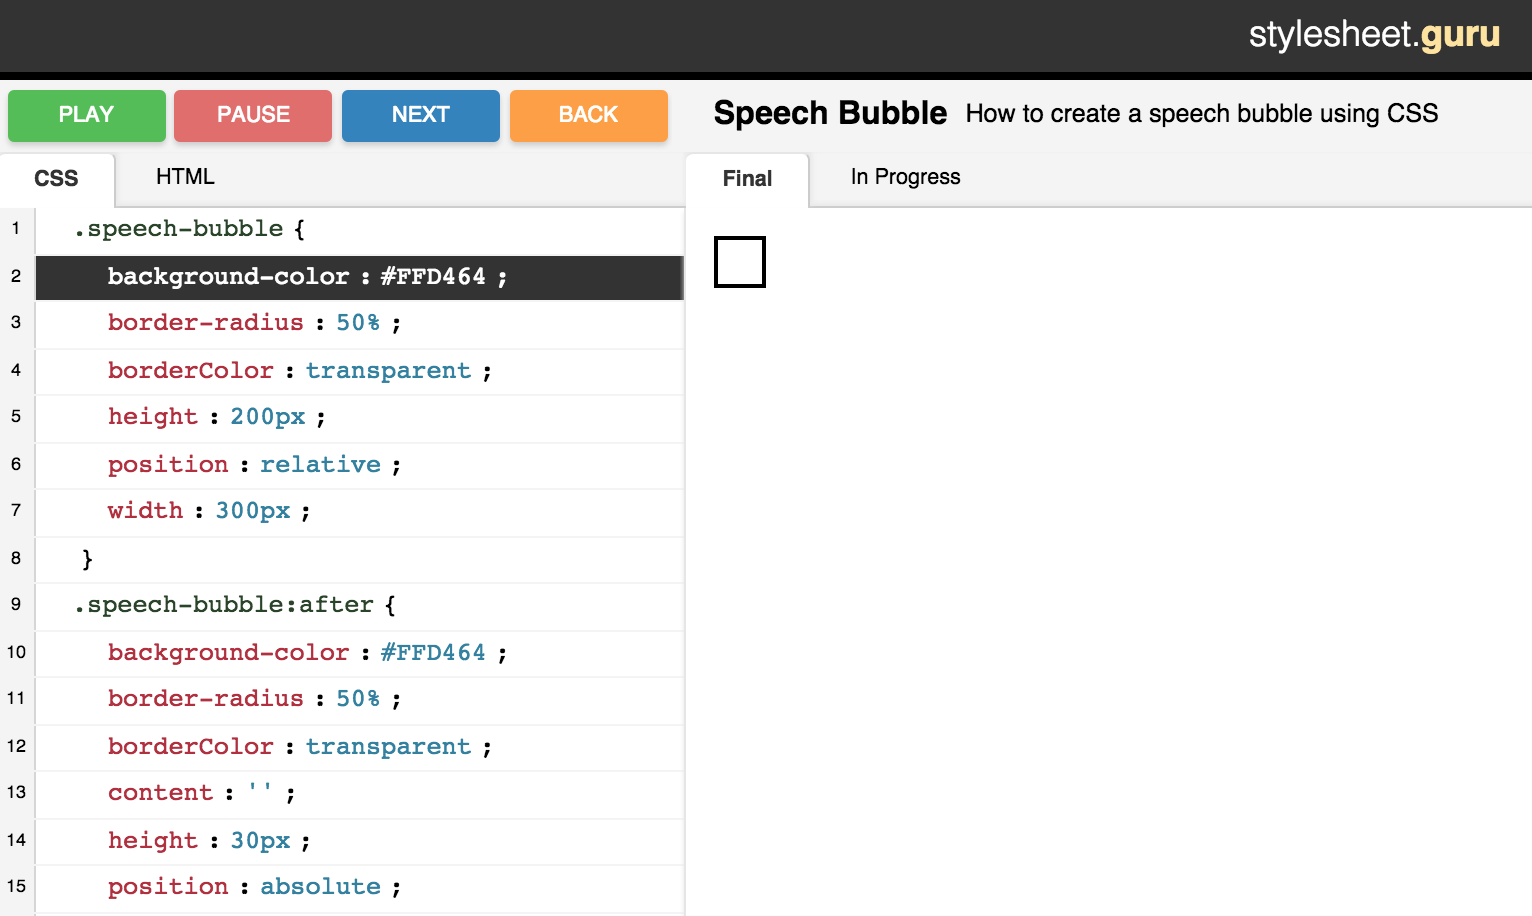 stylesheet.guru
PLAY PAUSE NEXT BACK
Speech Bubble How to create a speech bubble using CSS
CSS HTML
Final In Progress
1 .speech-bubble {
2 background-color : #FFD464 ;
3 border-radius : 50% ;
4 borderColor : transparent ;
5 height : 200px ;
6 position : relative ;
7 width : 300px ;
8 }
9 .speech-bubble:after {
10 background-color : #FFD464 ;
11 border-radius : 50% ;
12 borderColor : transparent ;
13 content : '' ;
14 height : 30px ;
15 position : absolute ;